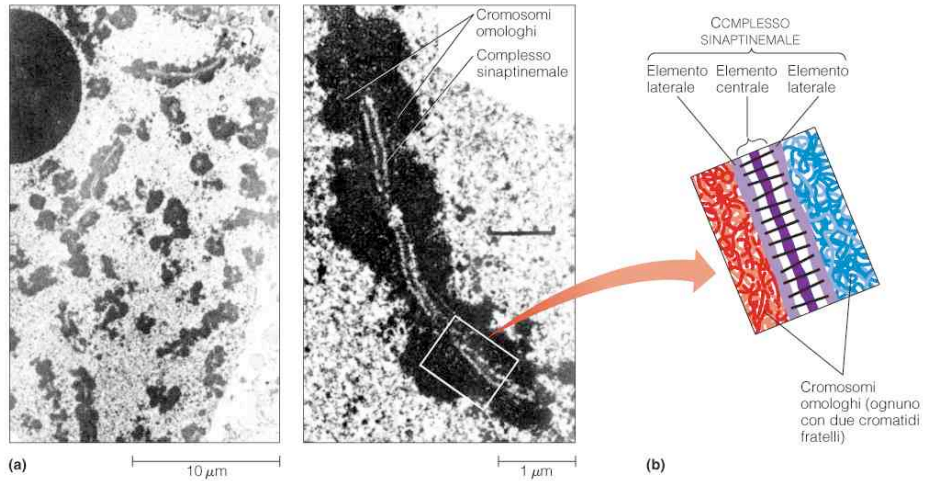 Cromosomi
omologhi
Complesso
sinaptinemale
COMPLESSO
SINAPTINEMALE
Elemento
laterale
Elemento
centrale
Elemento
laterale
Cromosomi
omologhi (ognuno
con due cromatidi
fratelli)
(a)
10 μm
1 μm
(b)